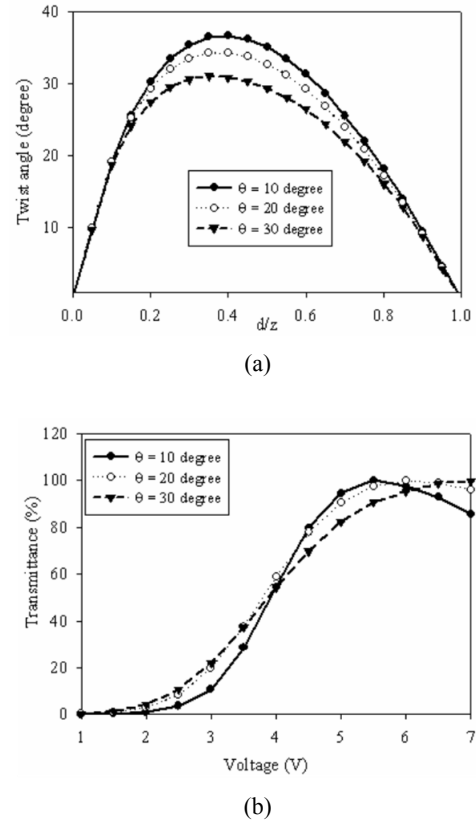 40
30
20
10
Twist angle (degree)
θ = 10 degree
θ = 20 degree
θ = 30 degree
0.0 0.2 0.4 0.6 0.8 1.0
d/z
(a)
120
100
80
60
40
20
0
Transmittance (%)
θ = 10 degree
θ = 20 degree
θ = 30 degree
1 2 3 4 5 6 7
Voltage (V)
(b)